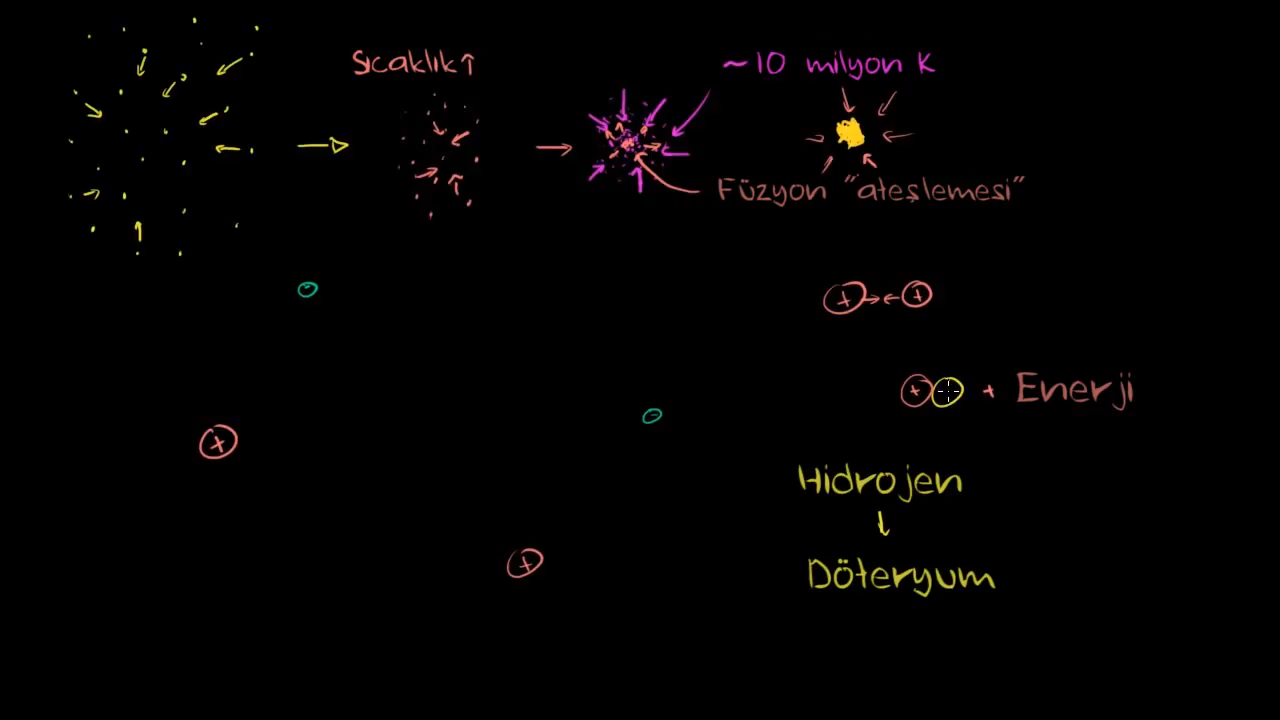 Sıcaklık↑
~10 milyon K
Füzyon "ateşlemesi"
+ Enerji
Hidrojen
↓
Döteryum